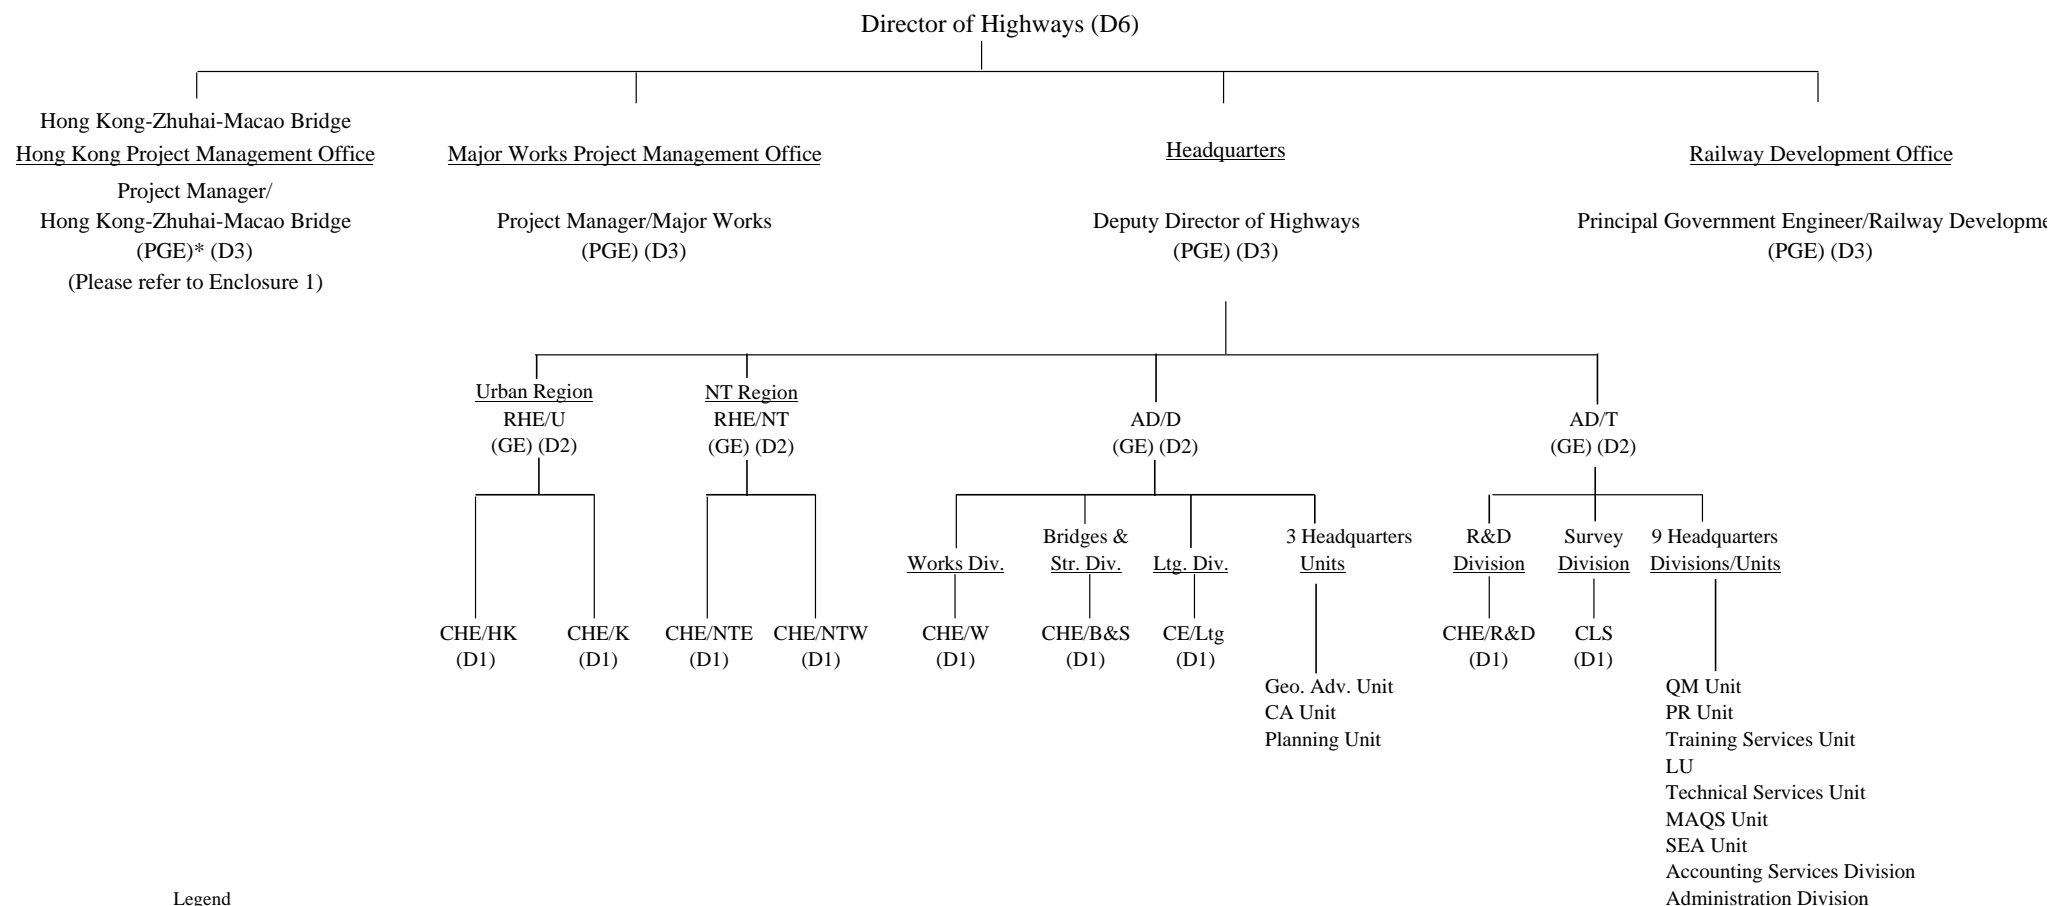 Director of Highways (D6)
Hong Kong-Zhuhai-Macao Bridge
Hong Kong Project Management Office
Project Manager/
Hong Kong-Zhuhai-Macao Bridge
(PGE)* (D3)
(Please refer to Enclosure 1)
Major Works Project Management Office
Project Manager/Major Works
(PGE) (D3)
Headquarters
Deputy Director of Highways
(PGE) (D3)
Railway Development Office
Principal Government Engineer/Railway Developme
(PGE) (D3)
Urban Region
RHE/U
(GE) (D2)
NT Region
RHE/NT
(GE) (D2)
AD/D
(GE) (D2)
AD/T
(GE) (D2)
CHE/HK
(D1)
CHE/K
(D1)
CHE/NTE
(D1)
CHE/NTW
(D1)
Works Div.
CHE/W
(D1)
Bridges &
Str. Div.
CHE/B&S
(D1)
Ltg. Div.
CE/Ltg
(D1)
3 Headquarters
Units
Geo. Adv. Unit
CA Unit
Planning Unit
R&D
Division
CHE/R&D
(D1)
Survey
Division
CLS
(D1)
9 Headquarters
Divisions/Units
QM Unit
PR Unit
Training Services Unit
LU
Technical Services Unit
MAQS Unit
SEA Unit
Accounting Services Division
Administration Division
Legend